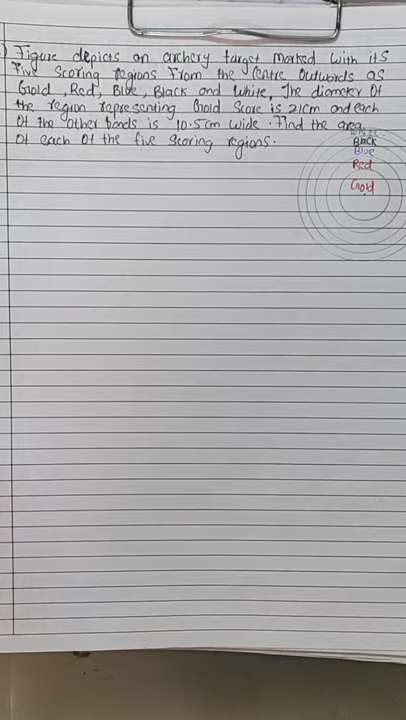 Figure depicts an archery target marked with its
Five scoring regions From the Centre Outwords as
Gold, Red, Blue, Black and White, The diameter Of
the region representing Gold Score is 21cm and each
Of the Other bands is 10.5cm wide. Find the area
Of each Of the five Scoring regions.
White
Black
Blue
Red
Gold